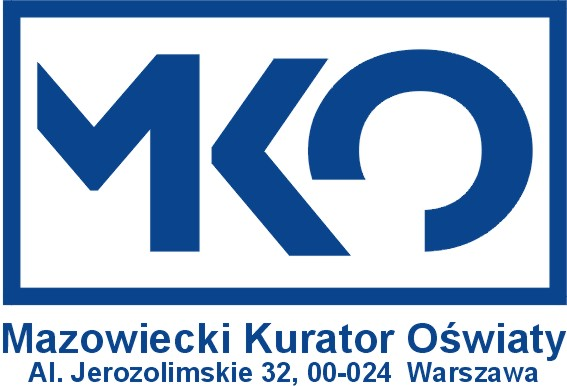 MKO
Mazowiecki Kurator Oświaty
Al. Jerozolimskie 32, 00-024 Warszawa